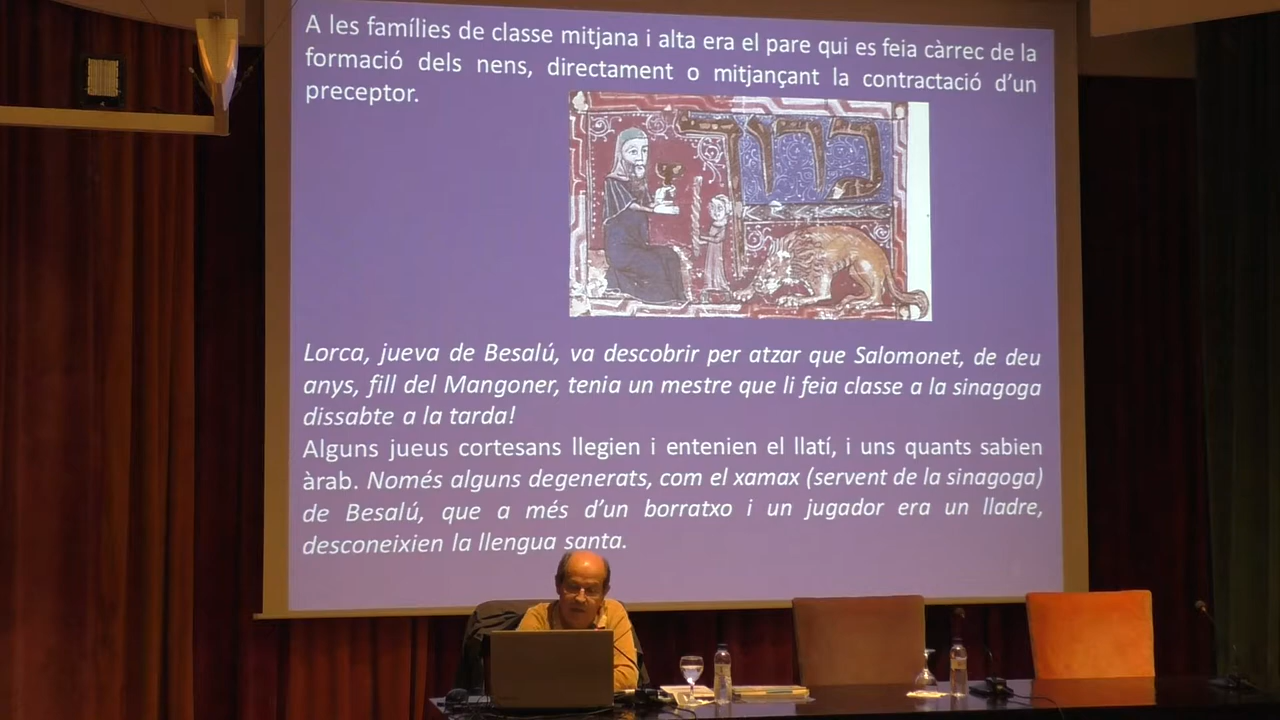 A les famílies de classe mitjana i alta era el pare qui es feia càrrec de la
formació dels nens, directament o mitjançant la contractació d'un
preceptor.
ברוך
Lorca, jueva de Besalú, va descobrir per atzar que Salomonet, de deu
anys, fill del Mangoner, tenia un mestre que li feia classe a la sinagoga
dissabte a la tarda!
Alguns jueus cortesans llegien i entenien el llatí, i uns quants sabien
àrab. Només alguns degenerats, com el xamax (servent de la sinagoga)
de Besalú, que a més d'un borratxo i un jugador era un lladre,
desconeixien la llengua santa.